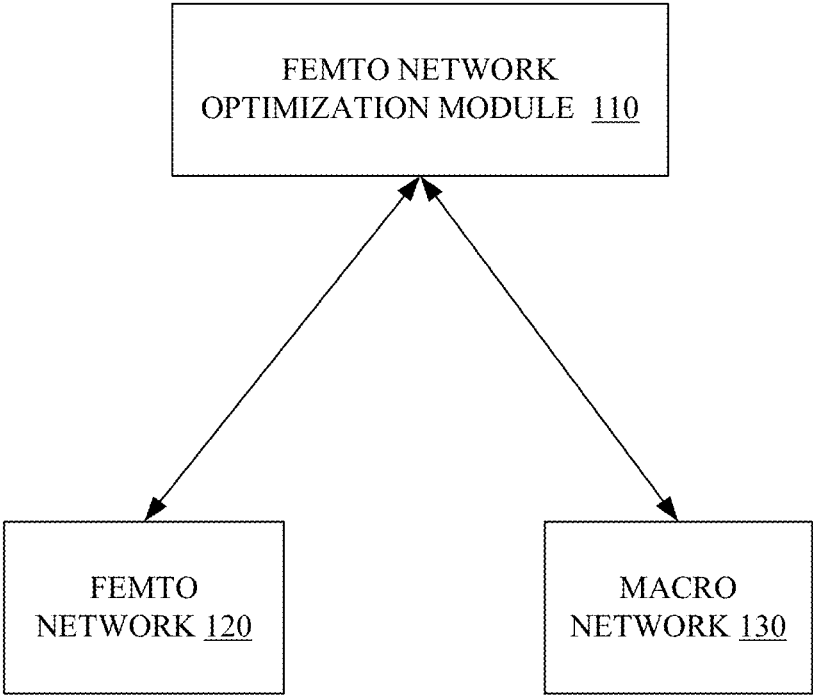 FEMTO NETWORK
OPTIMIZATION MODULE 110
FEMTO
NETWORK 120
MACRO
NETWORK 130